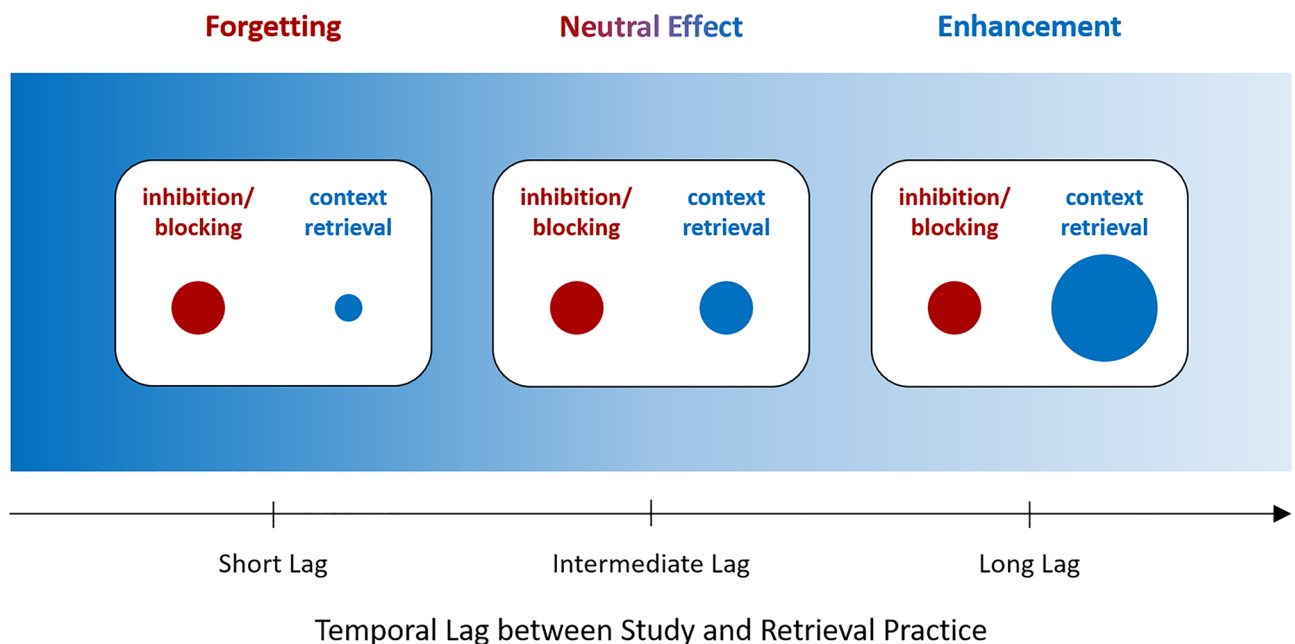 Forgetting
Neutral Effect
Enhancement
inhibition/
blocking
context
retrieval
inhibition/
blocking
context
retrieval
inhibition/
blocking
context
retrieval
Short Lag
Intermediate Lag
Long Lag
Temporal Lag between Study and Retrieval Practice